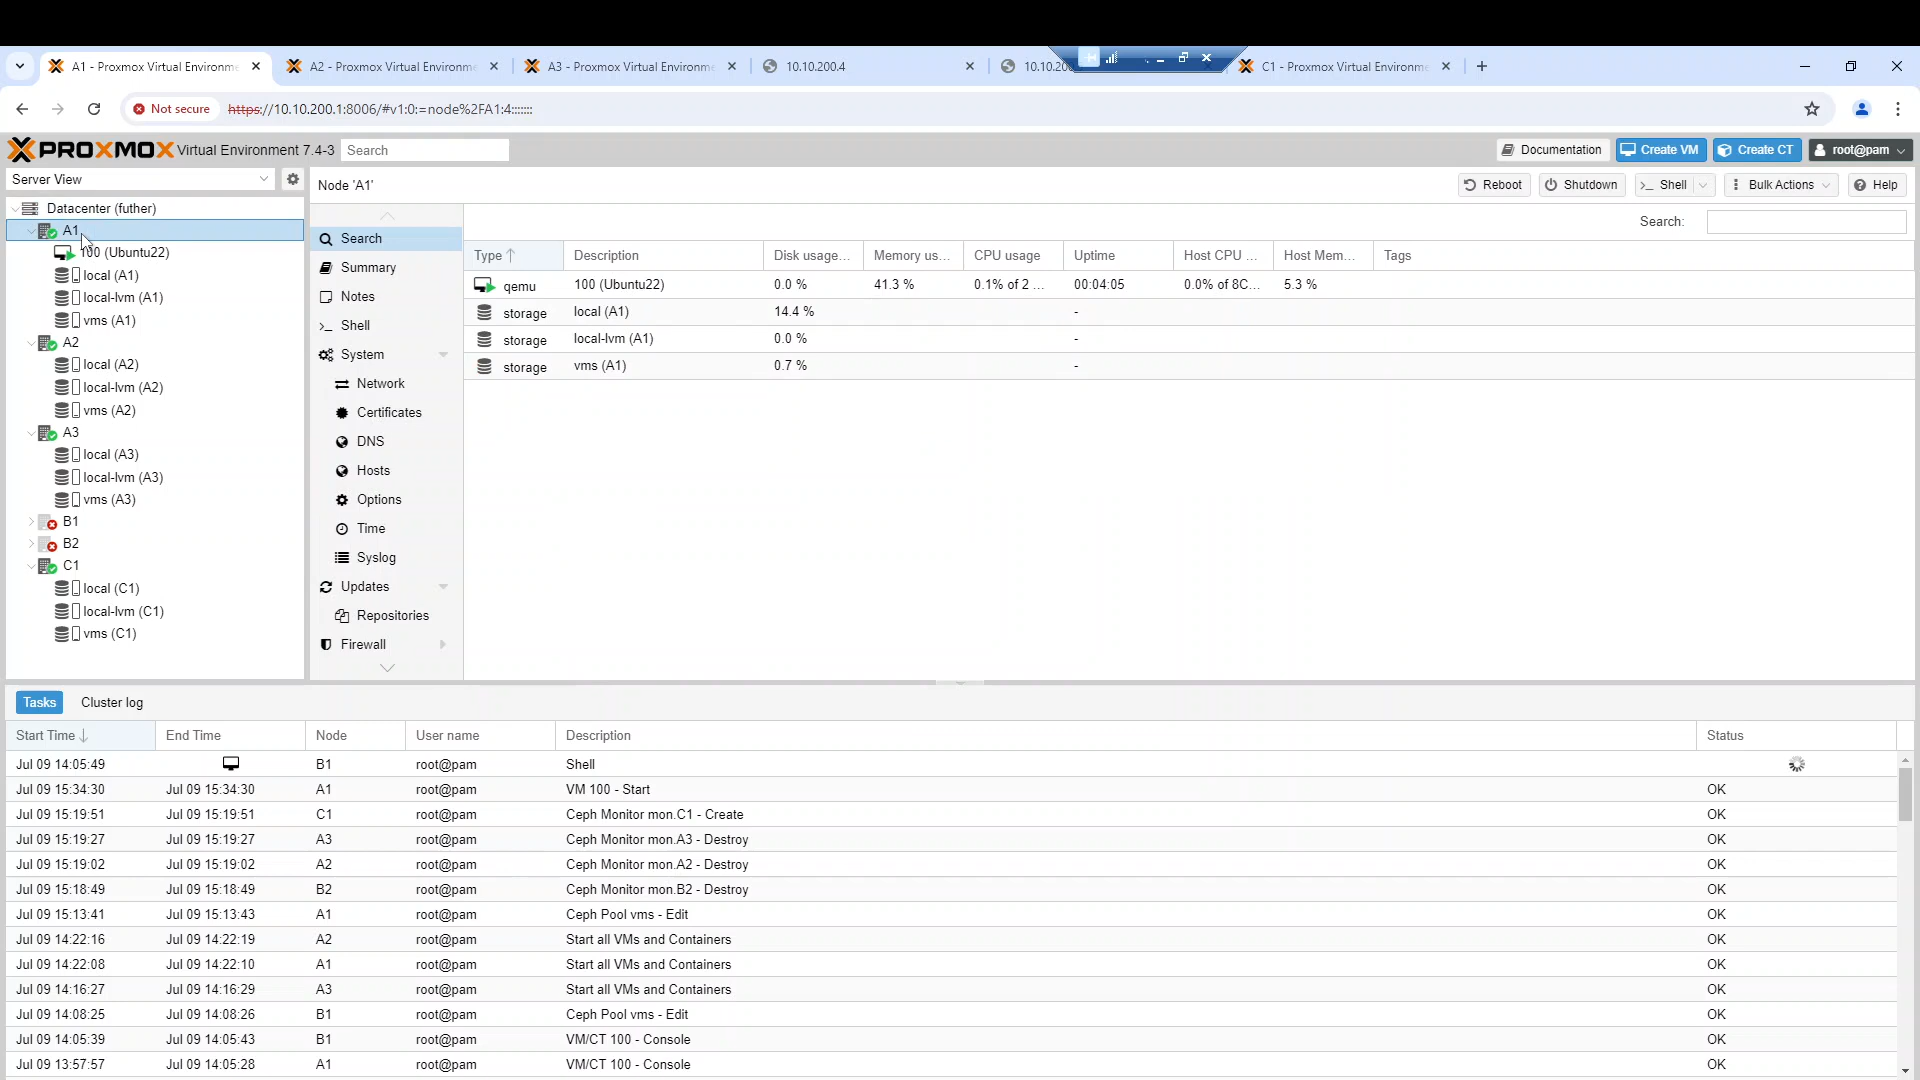 A1 - Proxmox Virtual Environme
A2 - Proxmox Virtual Environme
A3 - Proxmox Virtual Environme
10.10.200.4
10.10.20
C1 - Proxmox Virtual Environme
Not secure
https://10.10.200.1:8006/#v1:0:=node%2FA1:4:::::::
PROXMOX Virtual Environment 7.4-3
Search
Documentation
Create VM
Create CT
root@pam
Server View
Node 'A1'
Reboot
Shutdown
>_ Shell
Bulk Actions
Help
Datacenter (futher)
A1
100 (Ubuntu22)
local (A1)
local-lvm (A1)
vms (A1)
A2
local (A2)
local-lvm (A2)
vms (A2)
A3
local (A3)
local-lvm (A3)
vms (A3)
B1
B2
C1
local (C1)
local-lvm (C1)
vms (C1)
Search
Summary
Notes
>_ Shell
System
Network
Certificates
DNS
Hosts
Options
Time
Syslog
Updates
Repositories
Firewall
Search:
Type Description Disk usage... Memory us... CPU usage Uptime Host CPU ... Host Mem... Tags
qemu 100 (Ubuntu22) 0.0 % 41.3 % 0.1% of 2 ... 00:04:05 0.0% of 8C... 5.3 %
storage local (A1) 14.4 % -
storage local-lvm (A1) 0.0 % -
storage vms (A1) 0.7 % -
Tasks Cluster log
Start Time End Time Node User name Description Status
Jul 09 14:05:49 B1 root@pam Shell
Jul 09 15:34:30 Jul 09 15:34:30 A1 root@pam VM 100 - Start OK
Jul 09 15:19:51 Jul 09 15:19:51 C1 root@pam Ceph Monitor mon.C1 - Create OK
Jul 09 15:19:27 Jul 09 15:19:27 A3 root@pam Ceph Monitor mon.A3 - Destroy OK
Jul 09 15:19:02 Jul 09 15:19:02 A2 root@pam Ceph Monitor mon.A2 - Destroy OK
Jul 09 15:18:49 Jul 09 15:18:49 B2 root@pam Ceph Monitor mon.B2 - Destroy OK
Jul 09 15:13:41 Jul 09 15:13:43 A1 root@pam Ceph Pool vms - Edit OK
Jul 09 14:22:16 Jul 09 14:22:19 A2 root@pam Start all VMs and Containers OK
Jul 09 14:22:08 Jul 09 14:22:10 A1 root@pam Start all VMs and Containers OK
Jul 09 14:16:27 Jul 09 14:16:29 A3 root@pam Start all VMs and Containers OK
Jul 09 14:08:25 Jul 09 14:08:26 B1 root@pam Ceph Pool vms - Edit OK
Jul 09 14:05:39 Jul 09 14:05:43 B1 root@pam VM/CT 100 - Console OK
Jul 09 13:57:57 Jul 09 14:05:28 A1 root@pam VM/CT 100 - Console OK